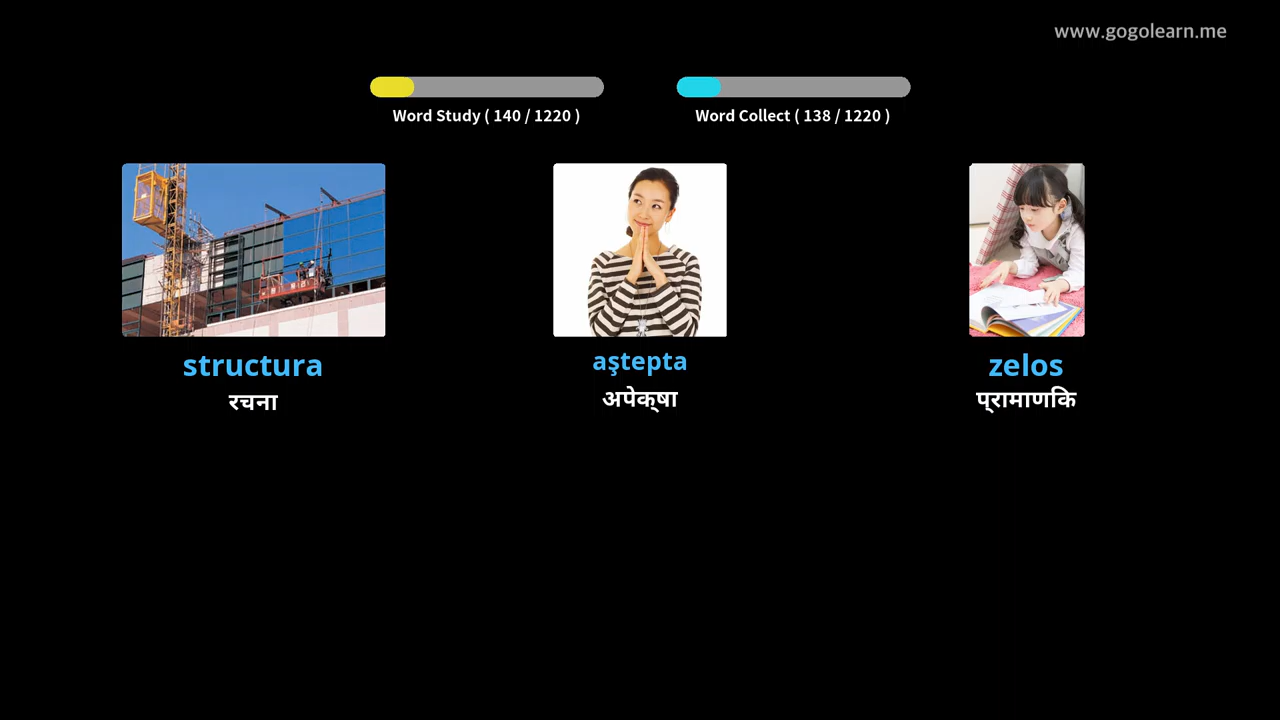 www.gogolearn.me
Word Study ( 140 / 1220 )
Word Collect ( 138 / 1220 )
structura
रचना
aştepta
अपेक्षा
zelos
प्रामाणकि